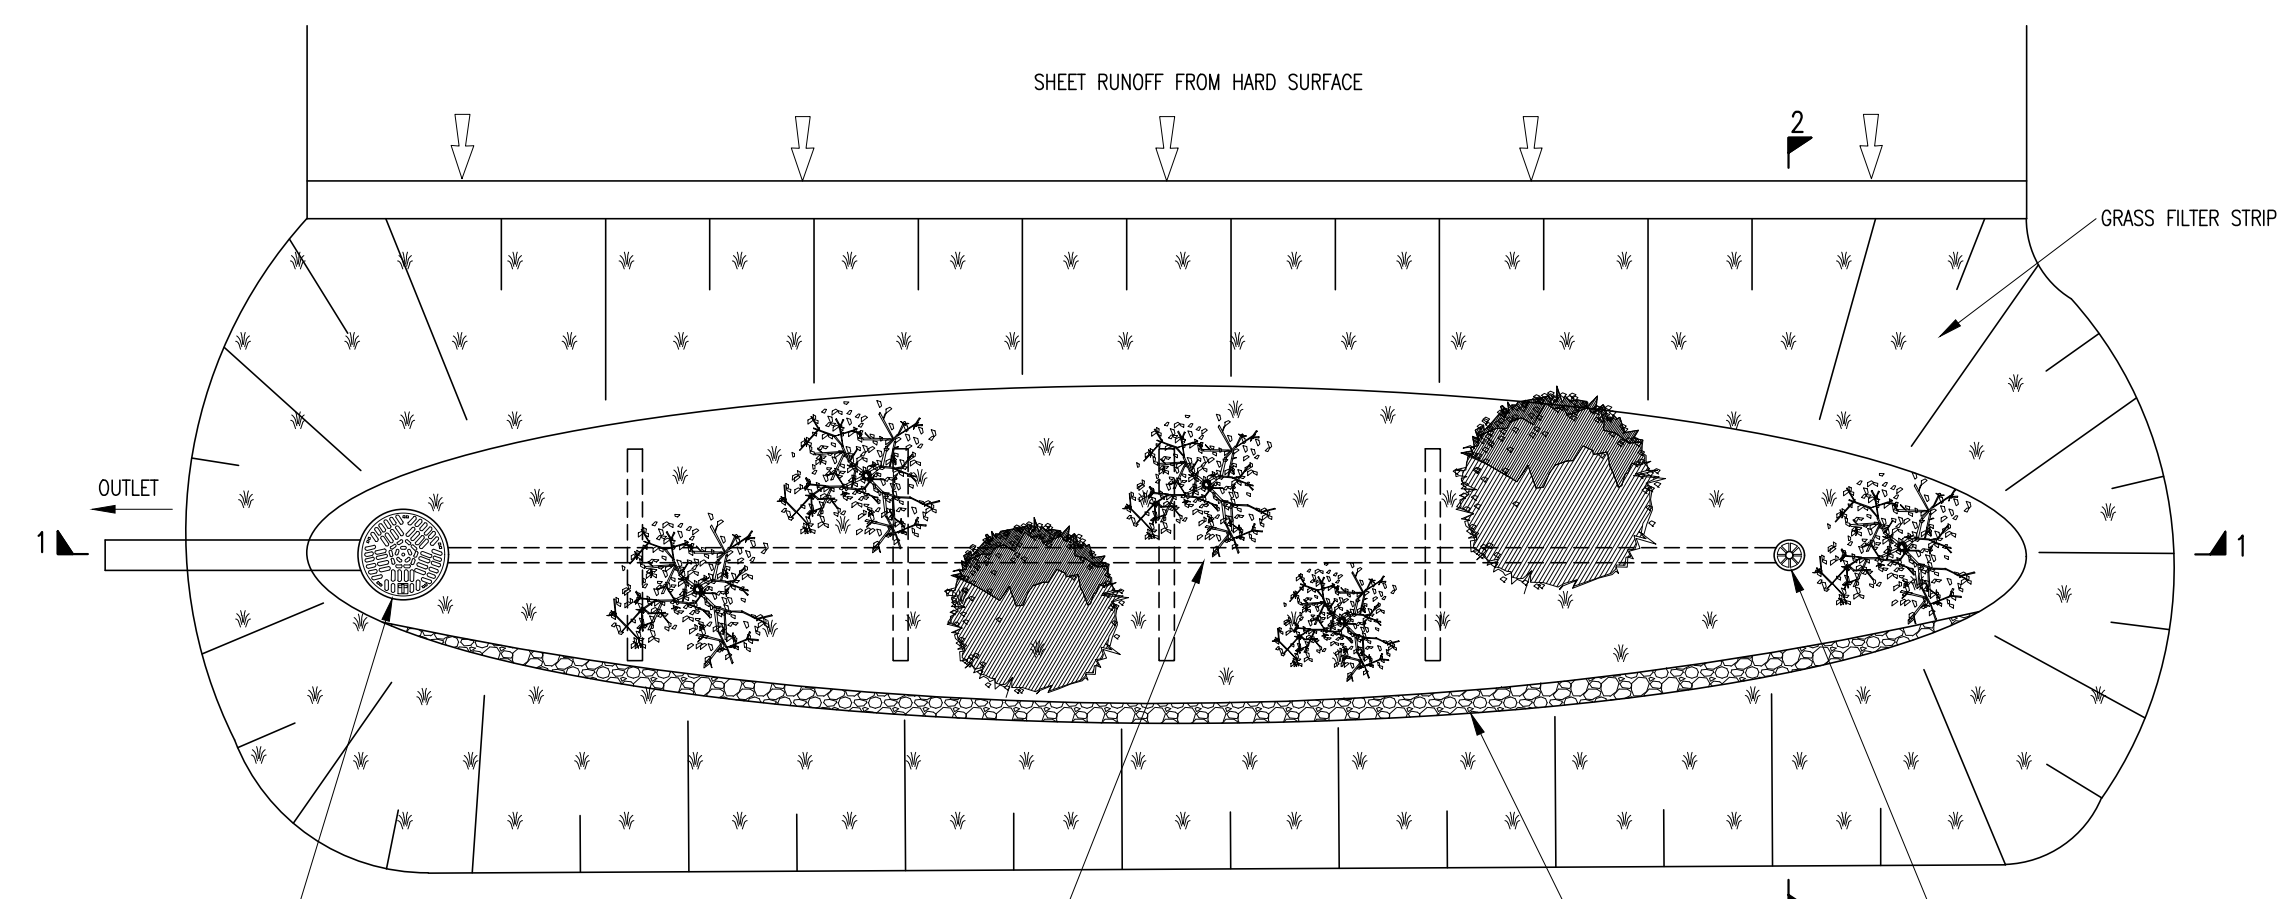 SHEET RUNOFF FROM HARD SURFACE
2
GRASS FILTER STRIP
OUTLET
1
1